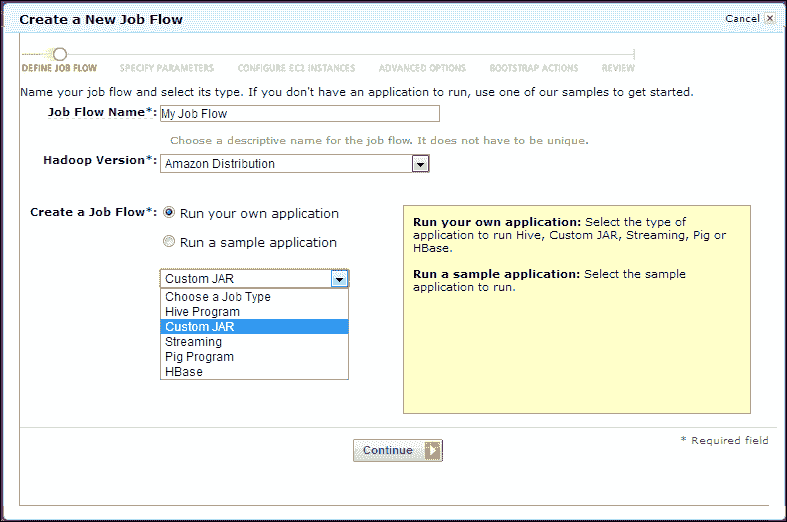 Create a New Job Flow
Cancel
DEFINE JOB FLOW SPECIFY PARAMETERS CONFIGURE EC2 INSTANCES ADVANCED OPTIONS BOOTSTRAP ACTIONS REVIEW
Name your job flow and select its type. If you don't have an application to run, use one of our samples to get started.
Job Flow Name*: My Job Flow
Choose a descriptive name for the job flow. It does not have to be unique.
Hadoop Version*: Amazon Distribution
Create a Job Flow*: Run your own application
Run a sample application
Custom JAR
Choose a Job Type
Hive Program
Custom JAR
Streaming
Pig Program
HBase
Run your own application: Select the type of
application to run Hive, Custom JAR, Streaming, Pig or
HBase.
Run a sample application: Select the sample
application to run.
* Required field
Continue